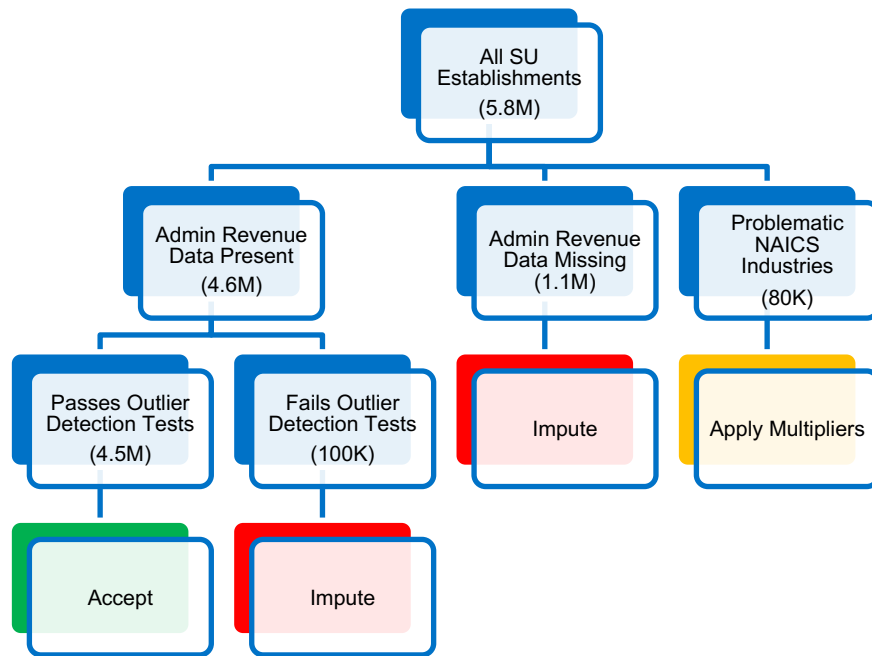 All SU
Establishments
(5.8M)
Admin Revenue
Data Present
(4.6M)
Admin Revenue
Data Missing
(1.1M)
Problematic
NAICS
Industries
(80K)
Passes Outlier
Detection Tests
(4.5M)
Fails Outlier
Detection Tests
(100K)
Impute
Apply Multipliers
Accept
Impute